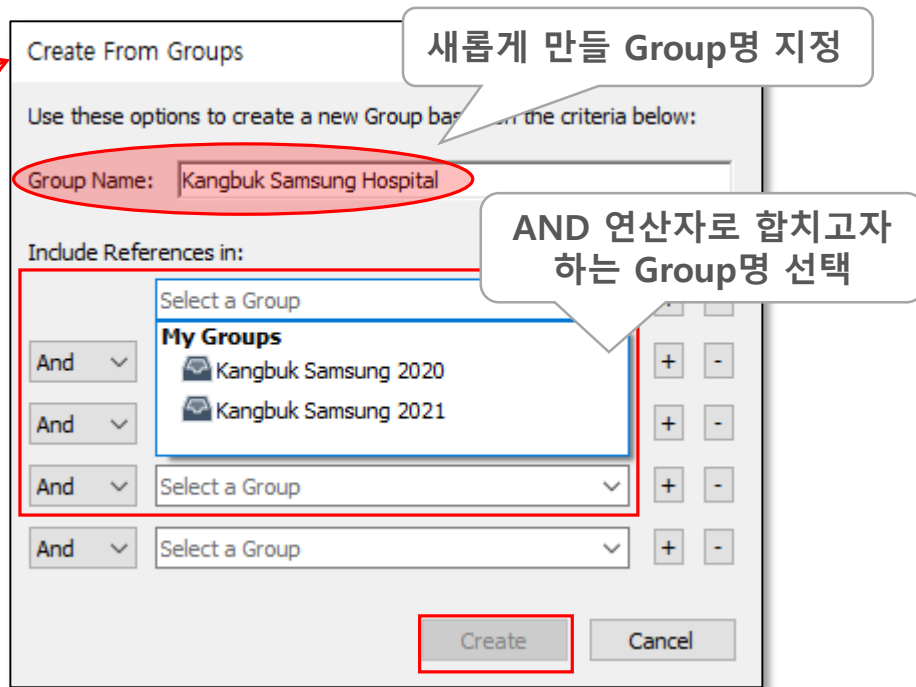 새롭게 만들 Group명 지정
Create From Groups
Use these options to create a new Group the criteria below:
Group Name: Kangbuk Samsung Hospital
AND 연산자로 합치고자
하는 Group명 선택
Include References in:
Select a Group
My Groups
And Kangbuk Samsung 2020 + -
And Kangbuk Samsung 2021 + -
And Select a Group + -
And Select a Group + -
Create Cancel